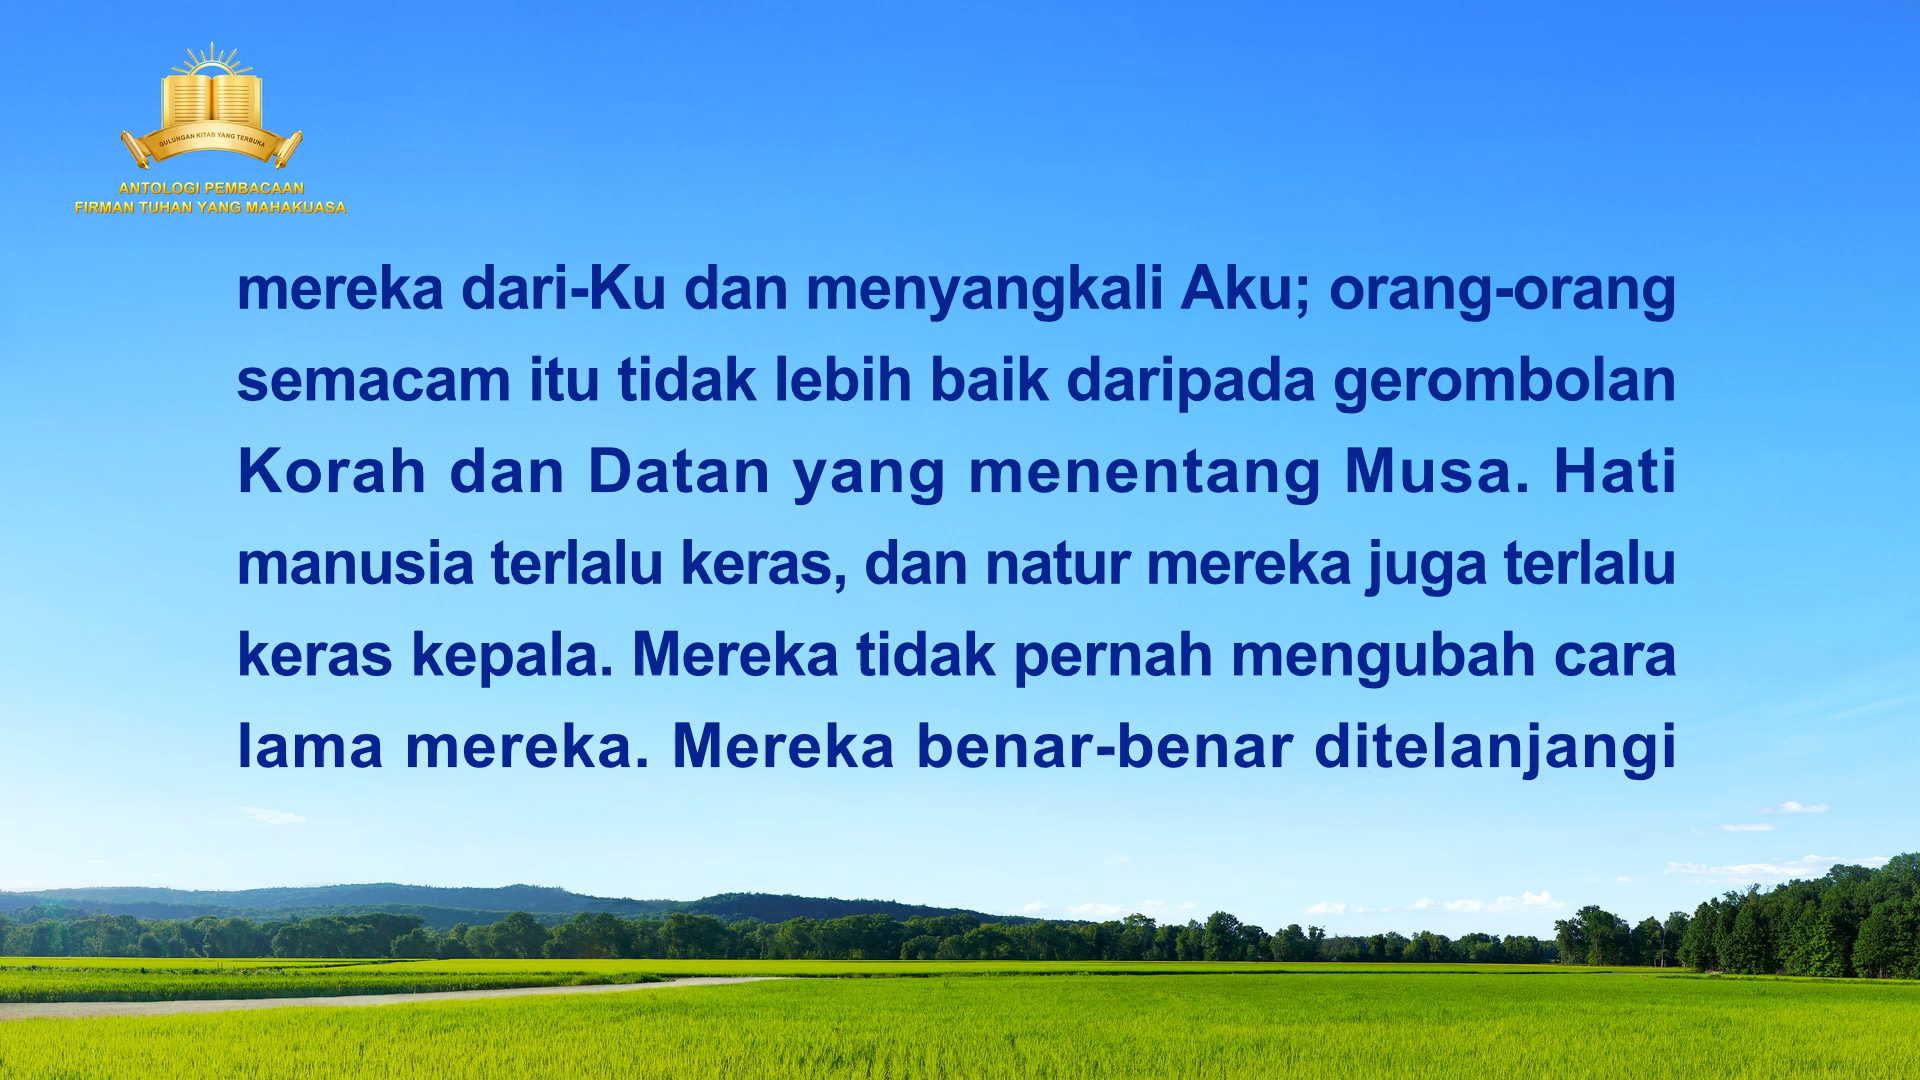 GULUNGAN KITAB YANG TERBUKA
ANTOLOGI PEMBACAAN
FIRMAN TUHAN YANG MAHAKUASA
mereka dari-Ku dan menyangkali Aku; orang-orang
semacam itu tidak lebih baik daripada gerombolan
Korah dan Datan yang menentang Musa. Hati
manusia terlalu keras, dan natur mereka juga terlalu
keras kepala. Mereka tidak pernah mengubah cara
lama mereka. Mereka benar-benar ditelanjangi